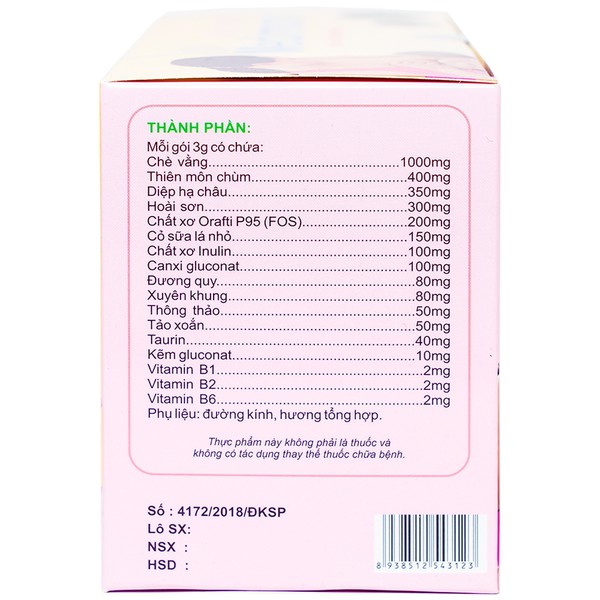 THÀNH PHẦN:
Mỗi gói 3g có chứa:
Chè vằng........1000mg
Thiên môn chùm........400mg
Diệp hạ châu........350mg
Hoài sơn........300mg
Chất xơ Orafti P95 (FOS)........200mg
Cỏ sữa lá nhỏ........150mg
Chất xơ Inulin........100mg
Canxi gluconat........100mg
Đương quy........80mg
Xuyên khung........80mg
Thông thảo........50mg
Tảo xoắn........50mg
Taurin........40mg
Kẽm gluconat........10mg
Vitamin B1........2mg
Vitamin B2........2mg
Vitamin B6........2mg
Phụ liệu: đường kính, hương tổng hợp.
Thực phẩm này không phải là thuốc và
không có tác dụng thay thế thuốc chữa bệnh.
Số : 4172/2018/ĐKSP
Lô SX:
NSX :
HSD :
8 938512 543123